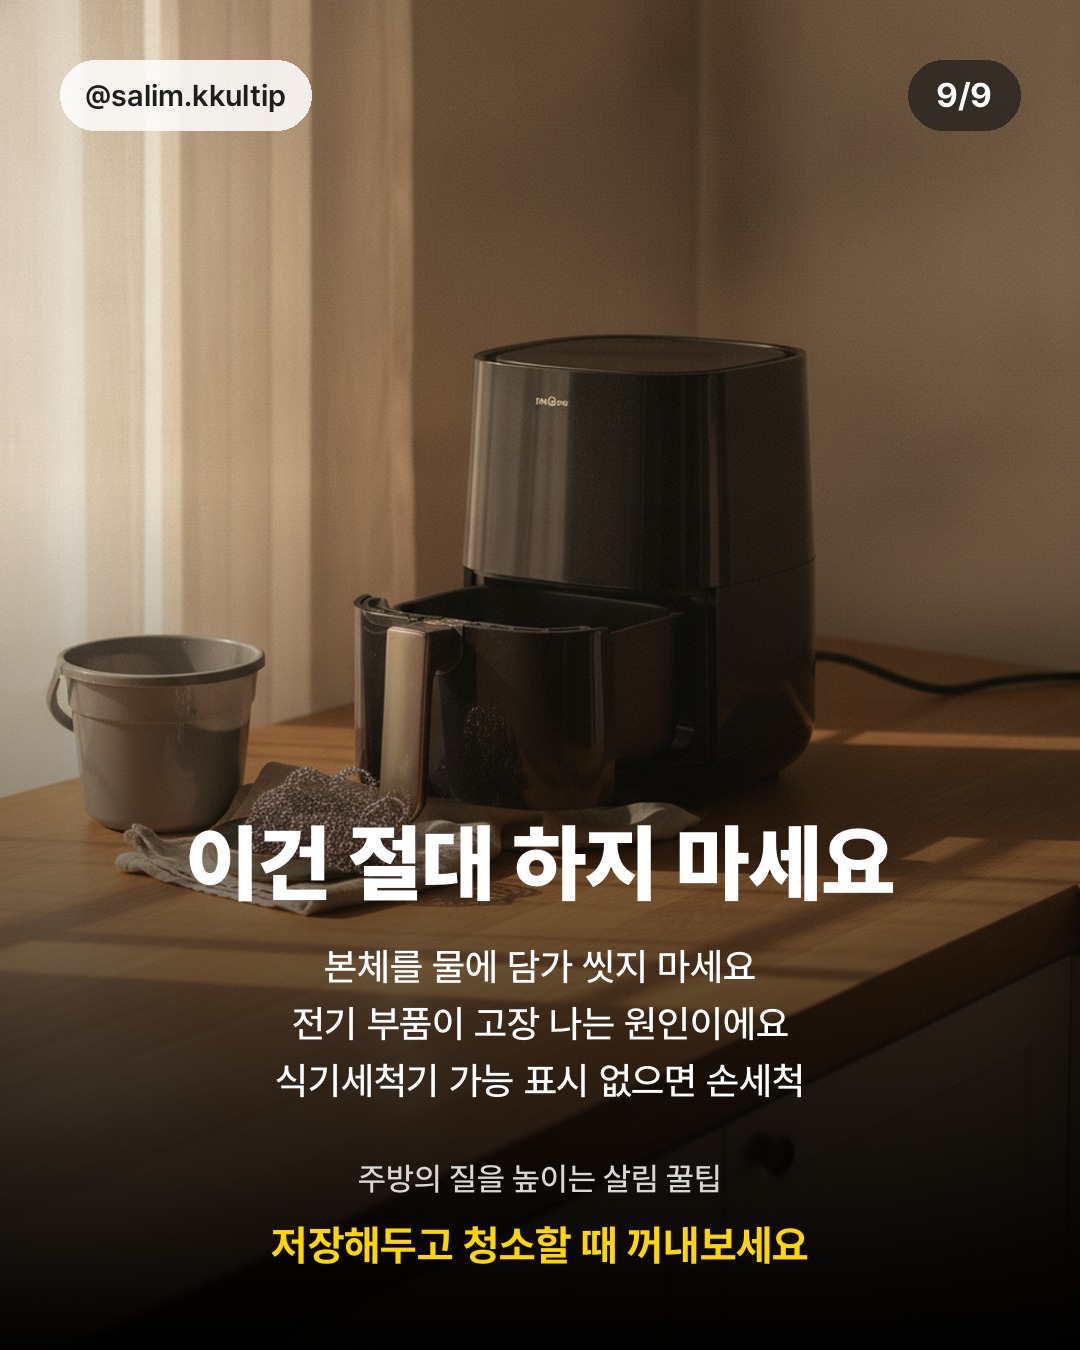 @salim.kkultip
9/9
이건 절대 하지 마세요
본체를 물에 담가 씻지 마세요
전기 부품이 고장 나는 원인이에요
식기세척기 가능 표시 없으면 손세척
주방의 질을 높이는 살림 꿀팁
저장해두고 청소할 때 꺼내보세요